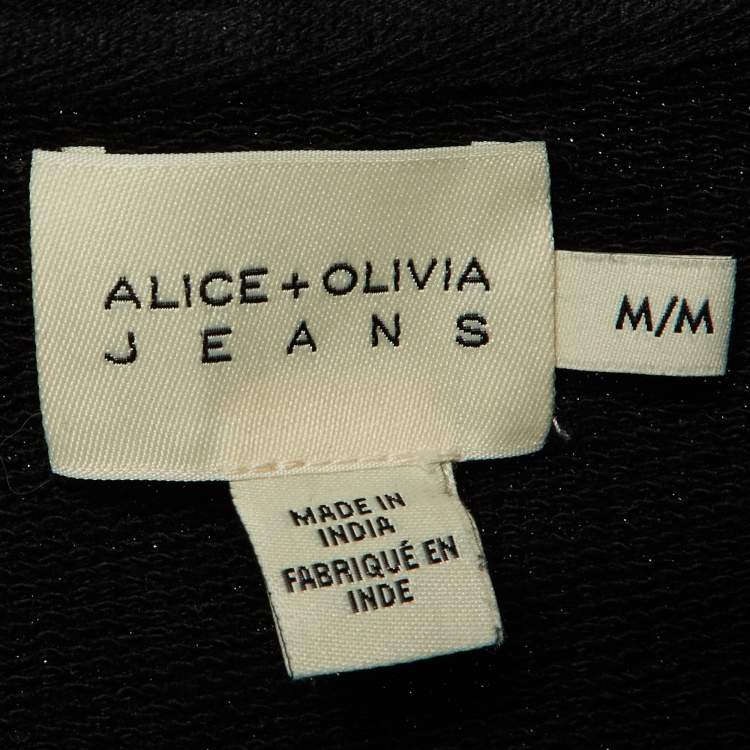 ALICE + OLIVIA
JEANS
M/M
MADE IN
INDIA
FABRIQUÉ EN
INDE